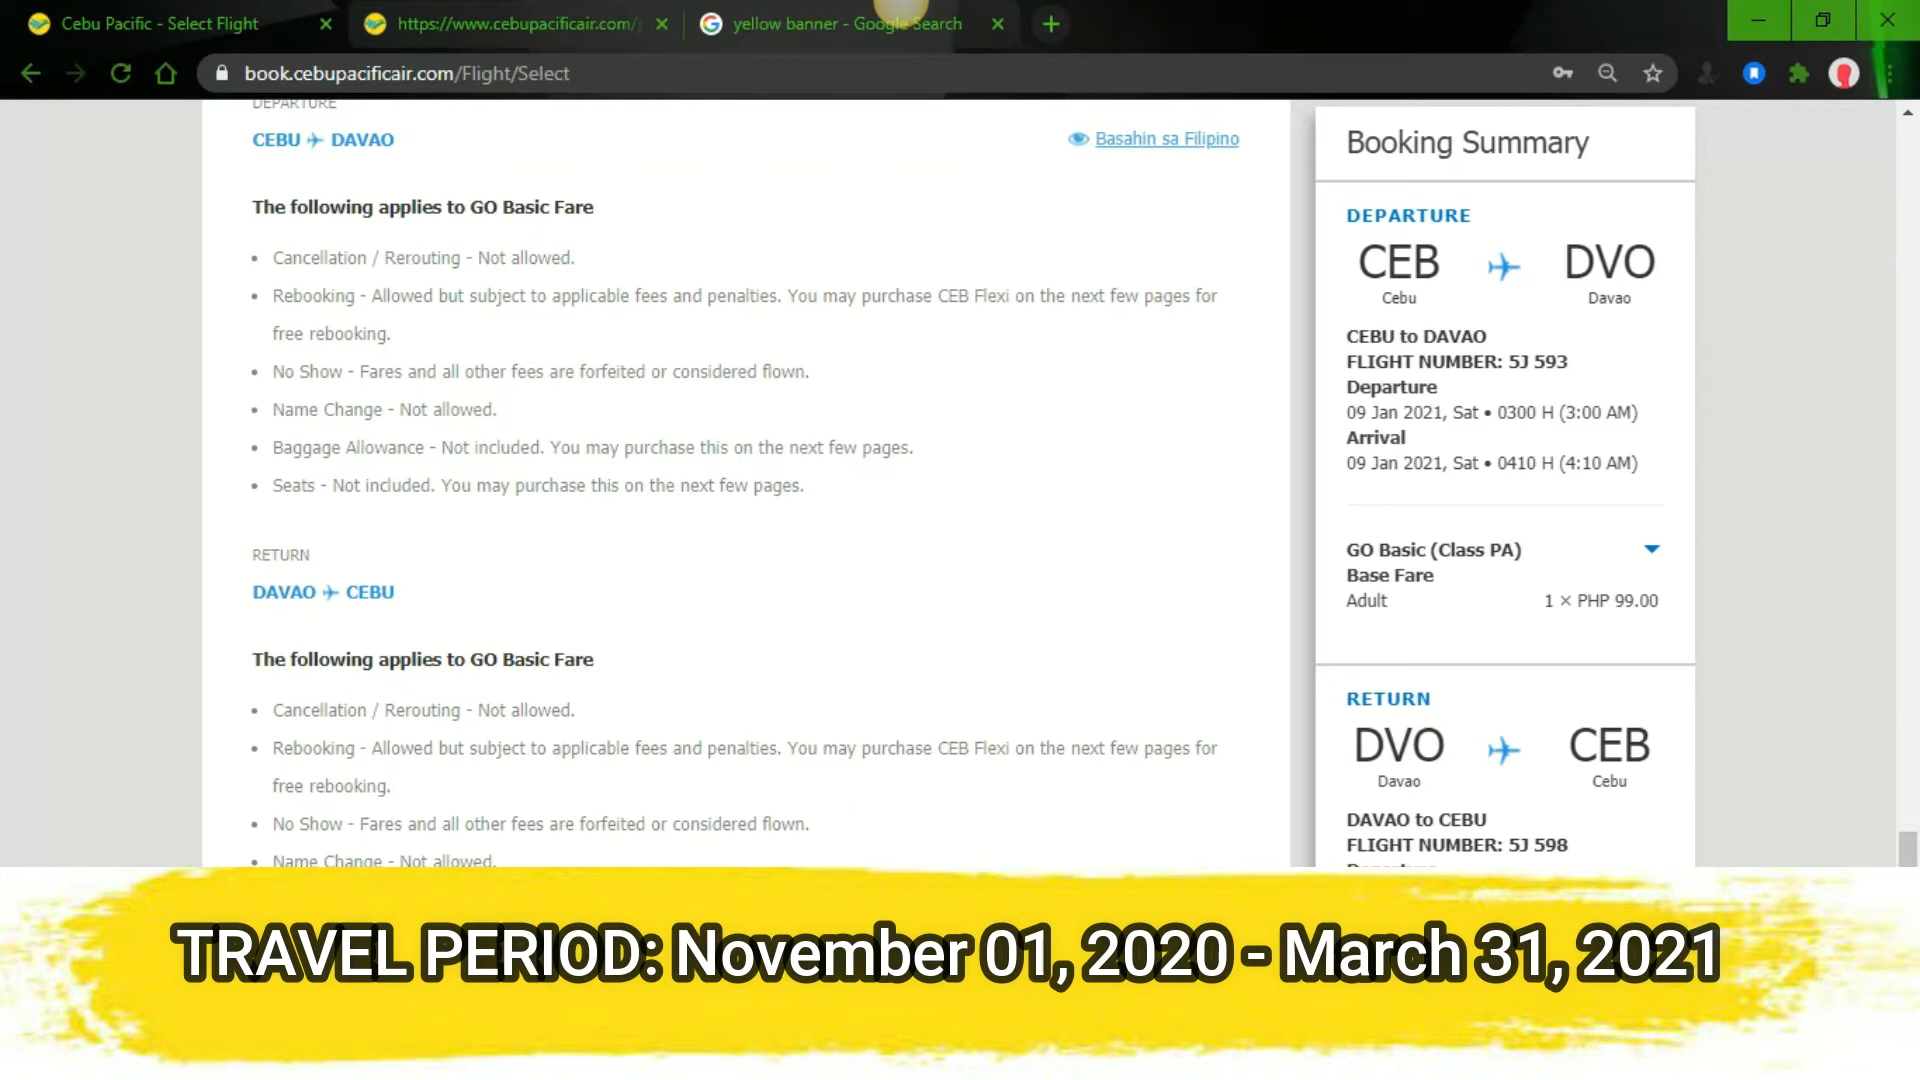 Cebu Pacific - Select Flight
https://www.cebupacificair.com/
yellow banner - Google Search
book.cebupacificair.com/Flight/Select
DEPARTURE
CEBU DAVAO
Basahin sa Filipino
The following applies to GO Basic Fare
Cancellation / Rerouting - Not allowed.
Rebooking - Allowed but subject to applicable fees and penalties. You may purchase CEB Flexi on the next few pages for
free rebooking.
No Show - Fares and all other fees are forfeited or considered flown.
Name Change - Not allowed.
Baggage Allowance - Not included. You may purchase this on the next few pages.
Seats - Not included. You may purchase this on the next few pages.
RETURN
DAVAO CEBU
The following applies to GO Basic Fare
Cancellation / Rerouting - Not allowed.
Rebooking - Allowed but subject to applicable fees and penalties. You may purchase CEB Flexi on the next few pages for
free rebooking.
No Show - Fares and all other fees are forfeited or considered flown.
Name Change - Not allowed.
Booking Summary
DEPARTURE
CEB DVO
Cebu Davao
CEBU to DAVAO
FLIGHT NUMBER: 5J 593
Departure
09 Jan 2021, Sat • 0300 H (3:00 AM)
Arrival
09 Jan 2021, Sat • 0410 H (4:10 AM)
GO Basic (Class PA)
Base Fare
Adult 1 × PHP 99.00
RETURN
DVO CEB
Davao Cebu
DAVAO to CEBU
FLIGHT NUMBER: 5J 598
TRAVEL PERIOD: November 01, 2020 - March 31, 2021